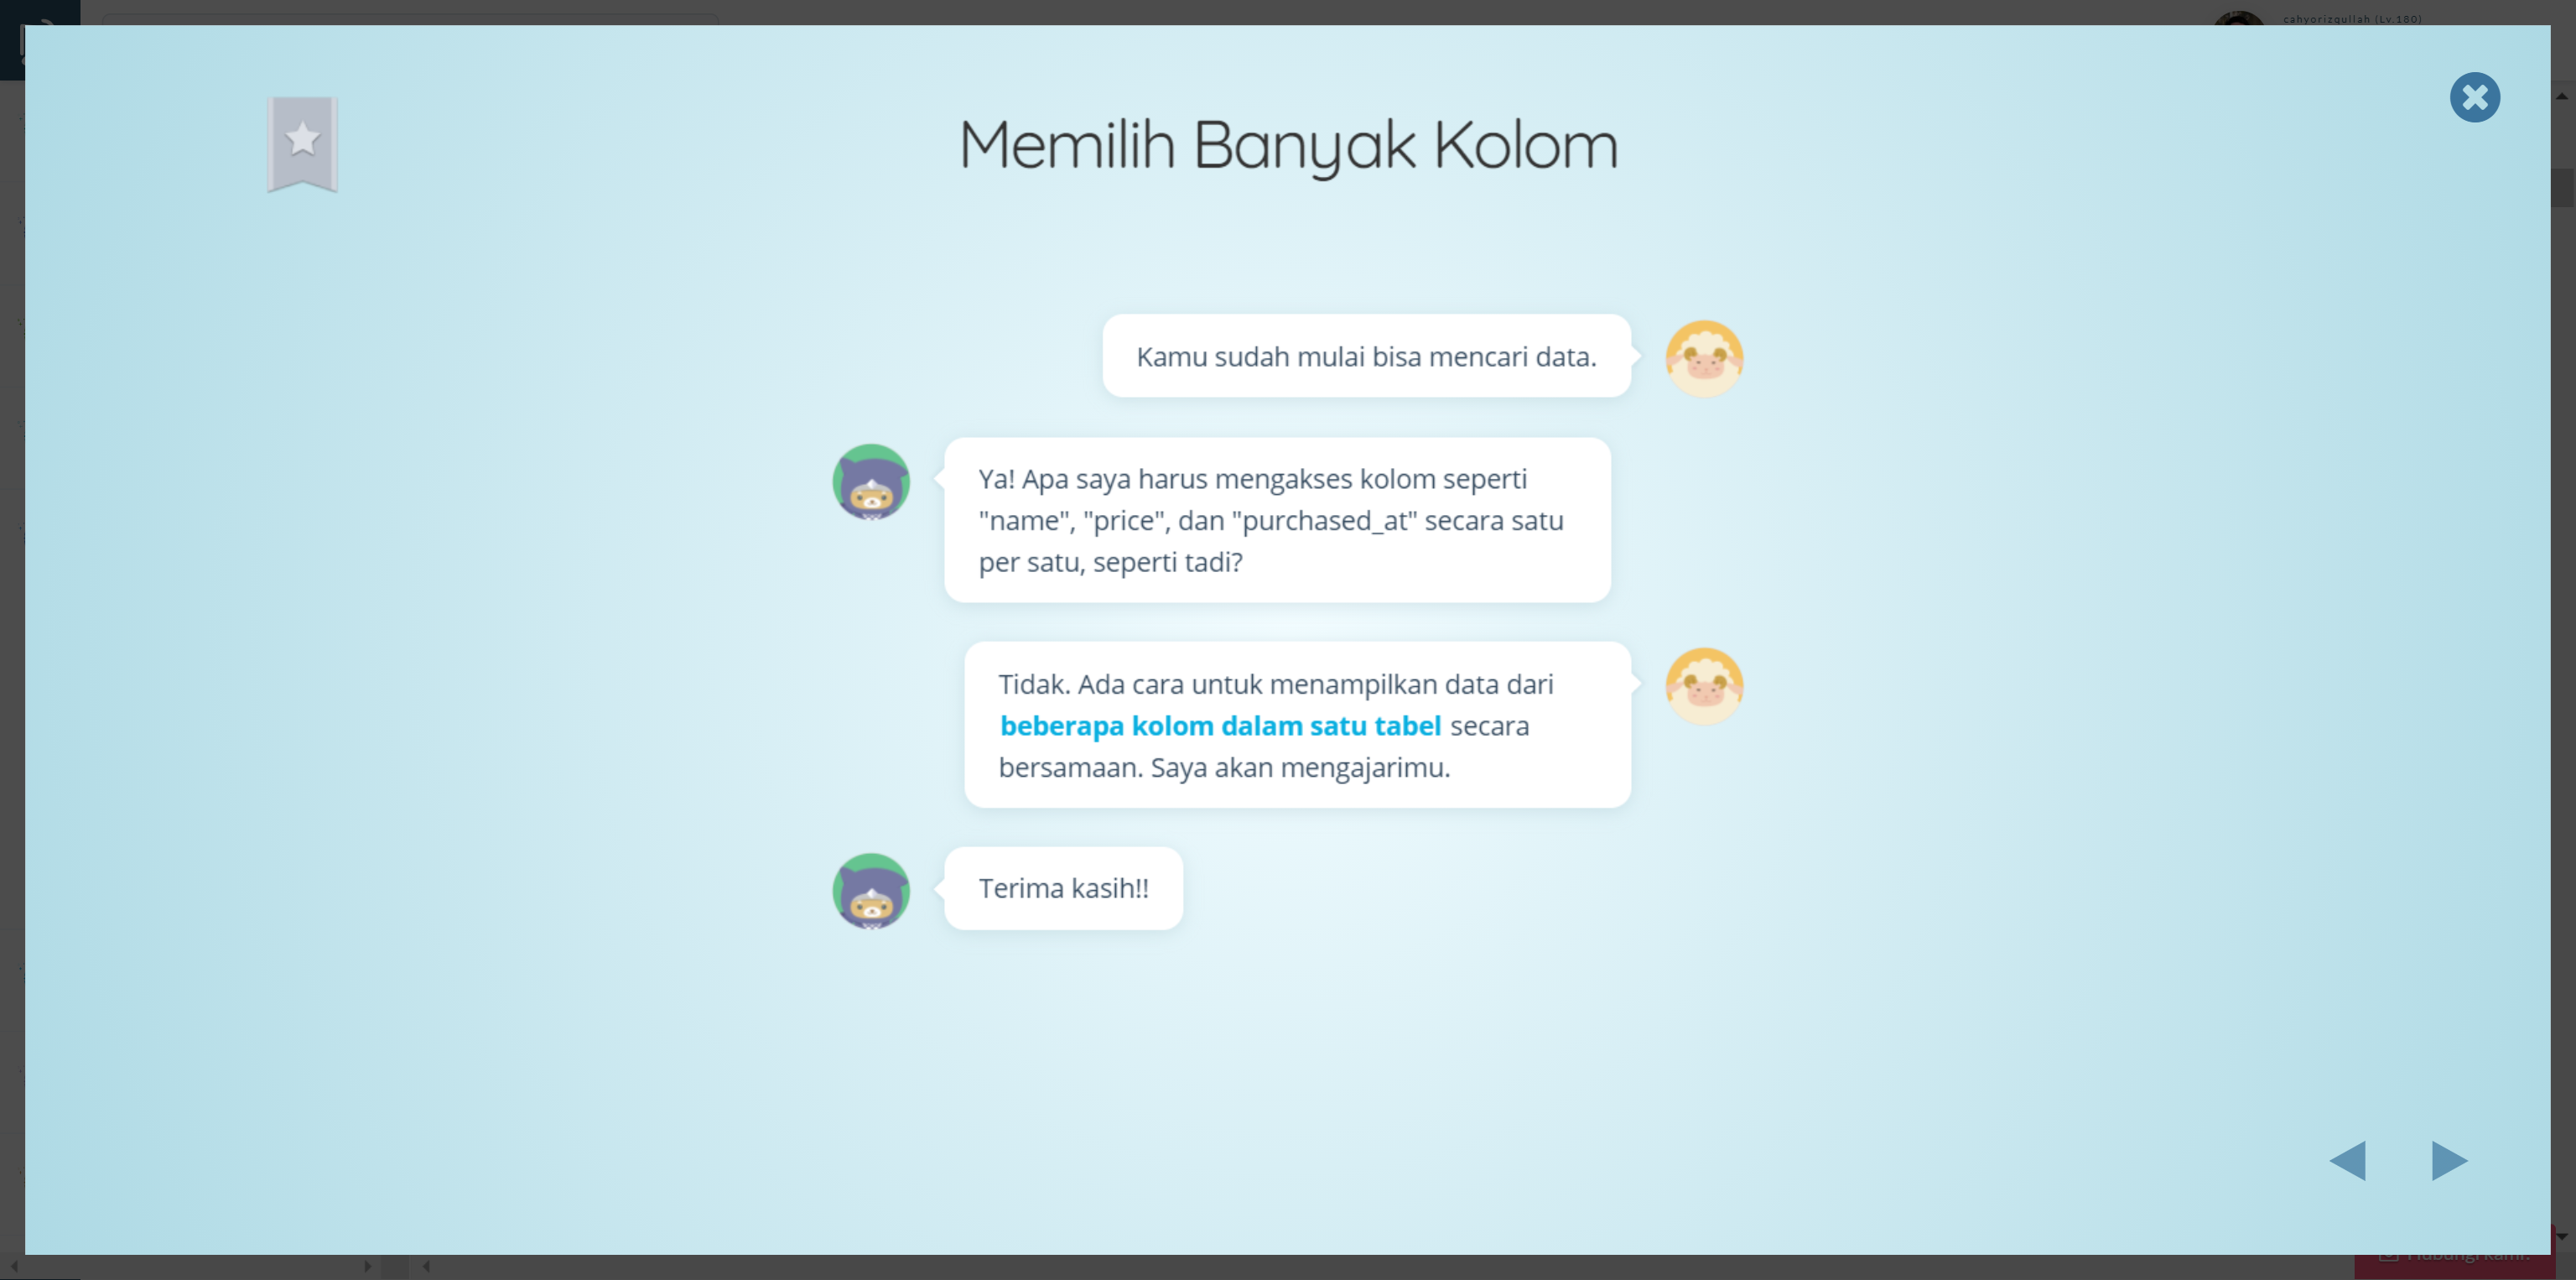 cahyorizqullah (Lv.180)
Memilih Banyak Kolom
Kamu sudah mulai bisa mencari data.
Ya! Apa saya harus mengakses kolom seperti
"name", "price", dan "purchased_at" secara satu
per satu, seperti tadi?
Tidak. Ada cara untuk menampilkan data dari
beberapa kolom dalam satu tabel secara
bersamaan. Saya akan mengajarimu.
Terima kasih!!